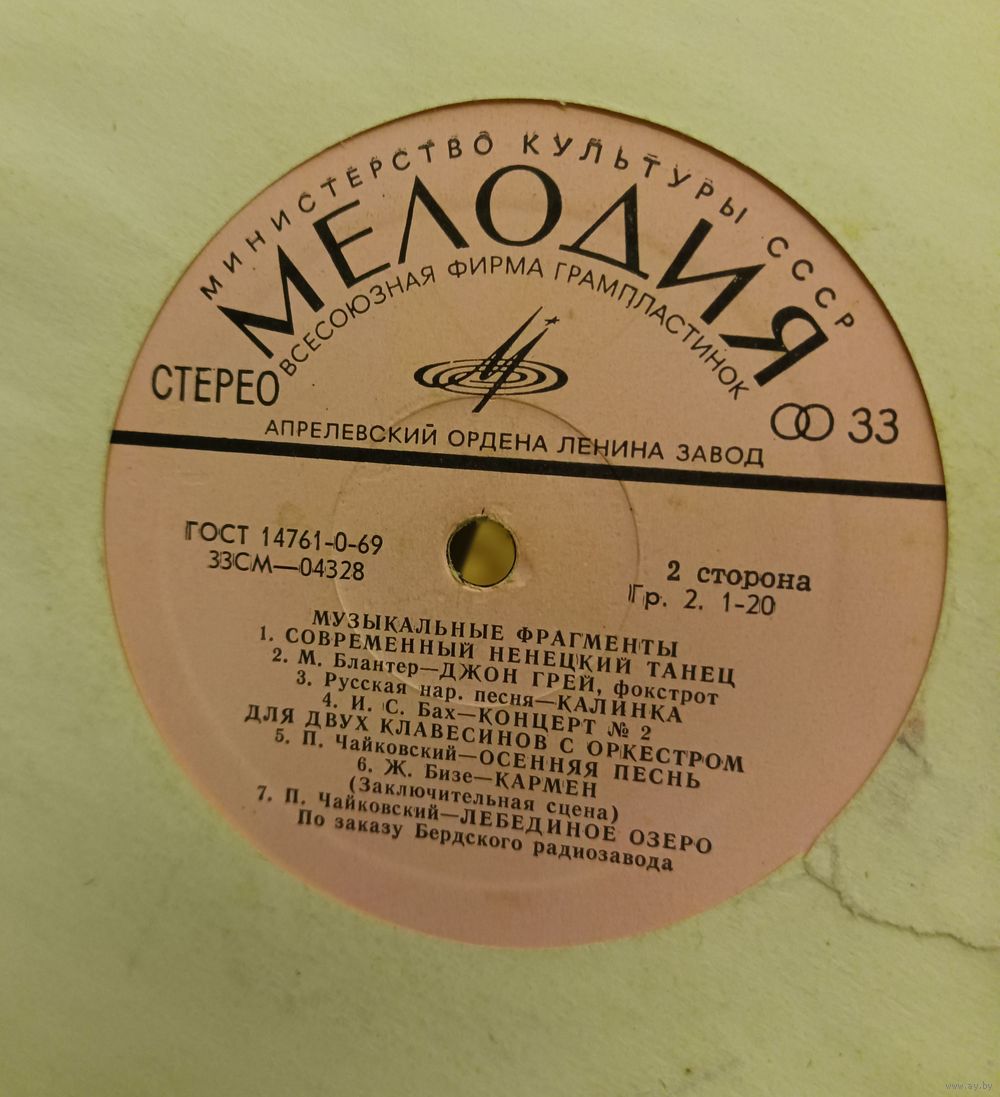 МИНИСТЕРСТВО КУЛЬТУРЫ СССР
МЕЛОДИЯ
ВСЕСОЮЗНАЯ ФИРМА ГРАМПЛАСТИНОК
СТЕРЕО
33
АПРЕЛЕВСКИЙ ОРДЕНА ЛЕНИНА ЗАВОД
ГОСТ 14761-0-69
33СМ—04328
2 сторона
Гр. 2. 1-20
МУЗЫКАЛЬНЫЕ ФРАГМЕНТЫ
1. СОВРЕМЕННЫЙ НЕНЕЦКИЙ ТАНЕЦ
2. М. Блантер—ДЖОН ГРЕЙ, фокстрот
3. Русская нар. песня—КАЛИНКА
4. И. С. Бах—КОНЦЕРТ № 2
ДЛЯ ДВУХ КЛАВЕСИНОВ С ОРКЕСТРОМ
5. П. Чайковский—ОСЕННЯЯ ПЕСНЬ
6. Ж. Бизе—КАРМЕН
(Заключительная сцена)
7. П. Чайковский—ЛЕБЕДИНОЕ ОЗЕРО
По заказу Бердского радиозавода
www.ay.by